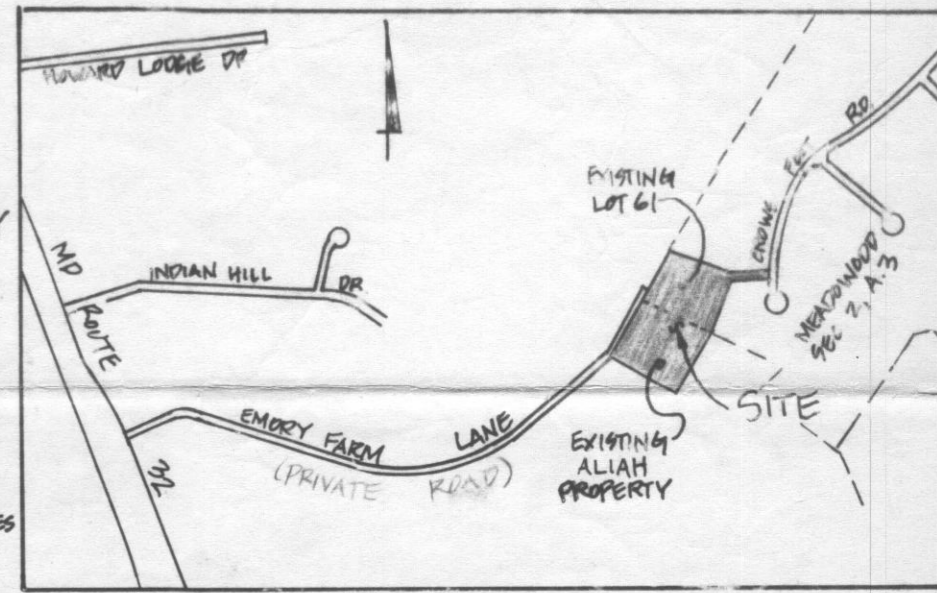 HOWARD LODGE DR
EXISTING
LOT 61
CROWS FOOT RD.
INDIAN HILL DR
MD ROUTE 32
MEADOWOOD
SEC 2, A.3
SITE
EMORY FARM LANE
(PRIVATE ROAD)
EXISTING
ALIAH
PROPERTY